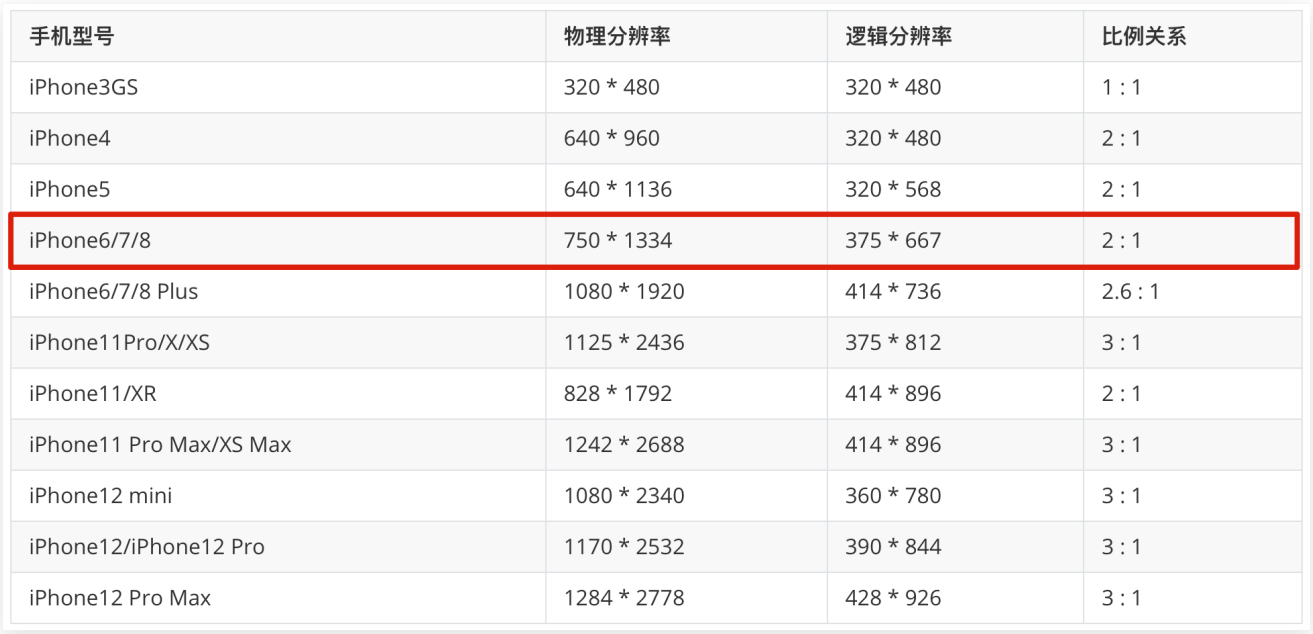 手机型号 物理分辨率 逻辑分辨率 比例关系
iPhone3GS 320 * 480 320 * 480 1 : 1
iPhone4 640 * 960 320 * 480 2 : 1
iPhone5 640 * 1136 320 * 568 2 : 1
iPhone6/7/8 750 * 1334 375 * 667 2 : 1
iPhone6/7/8 Plus 1080 * 1920 414 * 736 2.6 : 1
iPhone11Pro/X/XS 1125 * 2436 375 * 812 3 : 1
iPhone11/XR 828 * 1792 414 * 896 2 : 1
iPhone11 Pro Max/XS Max 1242 * 2688 414 * 896 3 : 1
iPhone12 mini 1080 * 2340 360 * 780 3 : 1
iPhone12/iPhone12 Pro 1170 * 2532 390 * 844 3 : 1
iPhone12 Pro Max 1284 * 2778 428 * 926 3 : 1